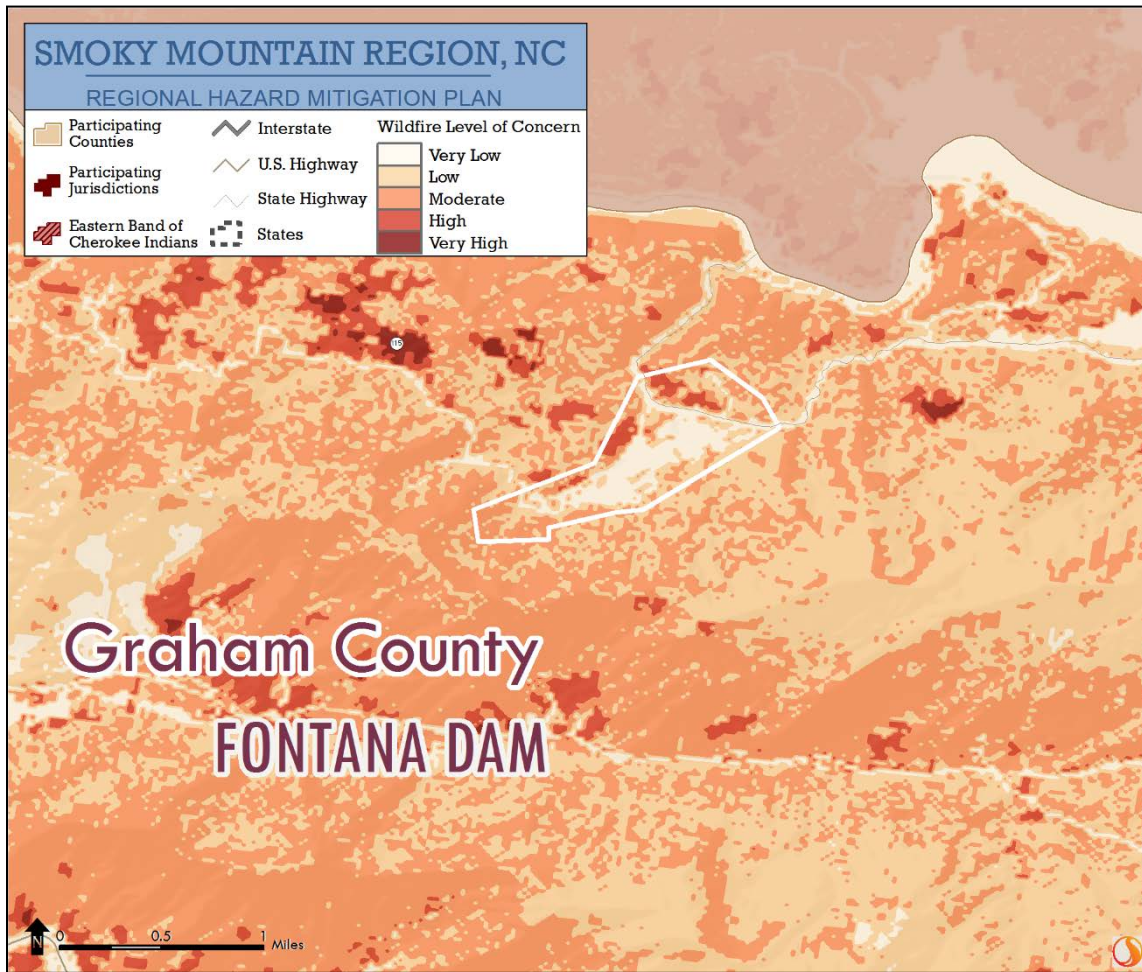 SMOKY MOUNTAIN REGION, NC
REGIONAL HAZARD MITIGATION PLAN
Participating
Counties
Participating
Jurisdictions
Eastern Band of
Cherokee Indians
Interstate
U.S. Highway
State Highway
States
Wildfire Level of Concern
Very Low
Low
Moderate
High
Very High
115
Graham County
FONTANA DAM
N
0 0.5 1
Miles